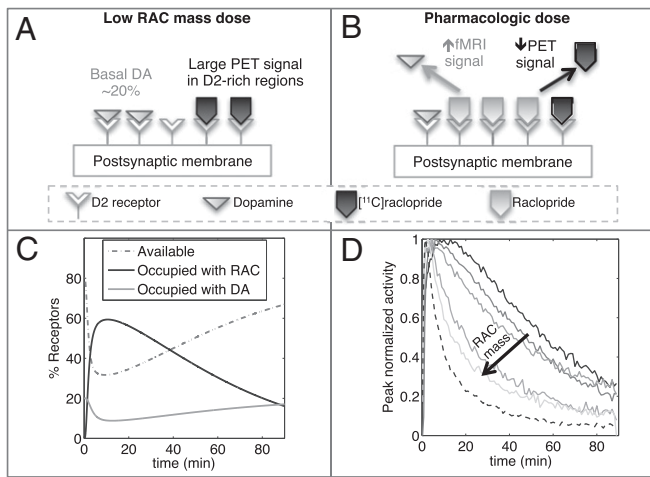 A
Low RAC mass dose
Basal DA
~20%
Large PET signal
in D2-rich regions
Postsynaptic membrane
B
Pharmacologic dose
fMRI
signal
PET
signal
Postsynaptic membrane
D2 receptor
Dopamine
[¹¹C]raclopride
Raclopride
C
Available
Occupied with RAC
Occupied with DA
% Receptors
80
60
40
20
0
0 20 40 60 80
time (min)
D
Peak normalized activity
1
0.8
0.6
0.4
0.2
0
RAC
mass
0 20 40 60 80
time (min)